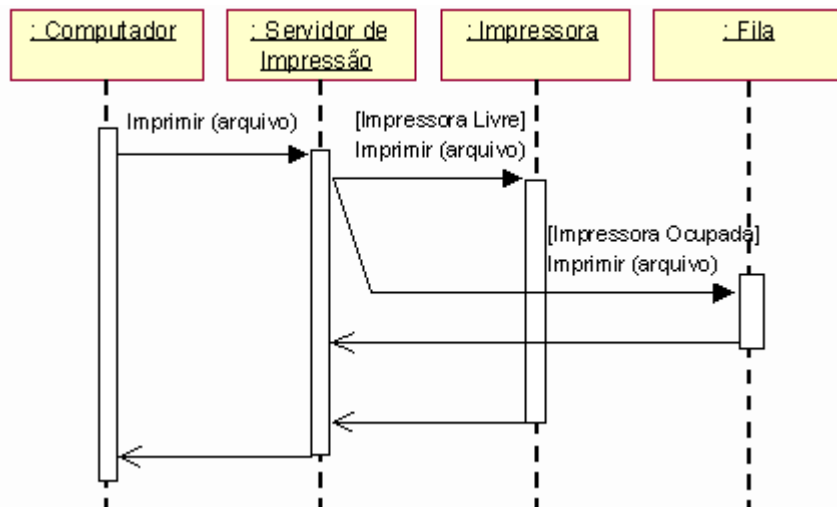 : Computador
: Servidor de
Impressão
: Impressora
: Fila
Imprimir (arquivo)
[Impressora Livre]
Imprimir (arquivo)
[Impressora Ocupada]
Imprimir (arquivo)